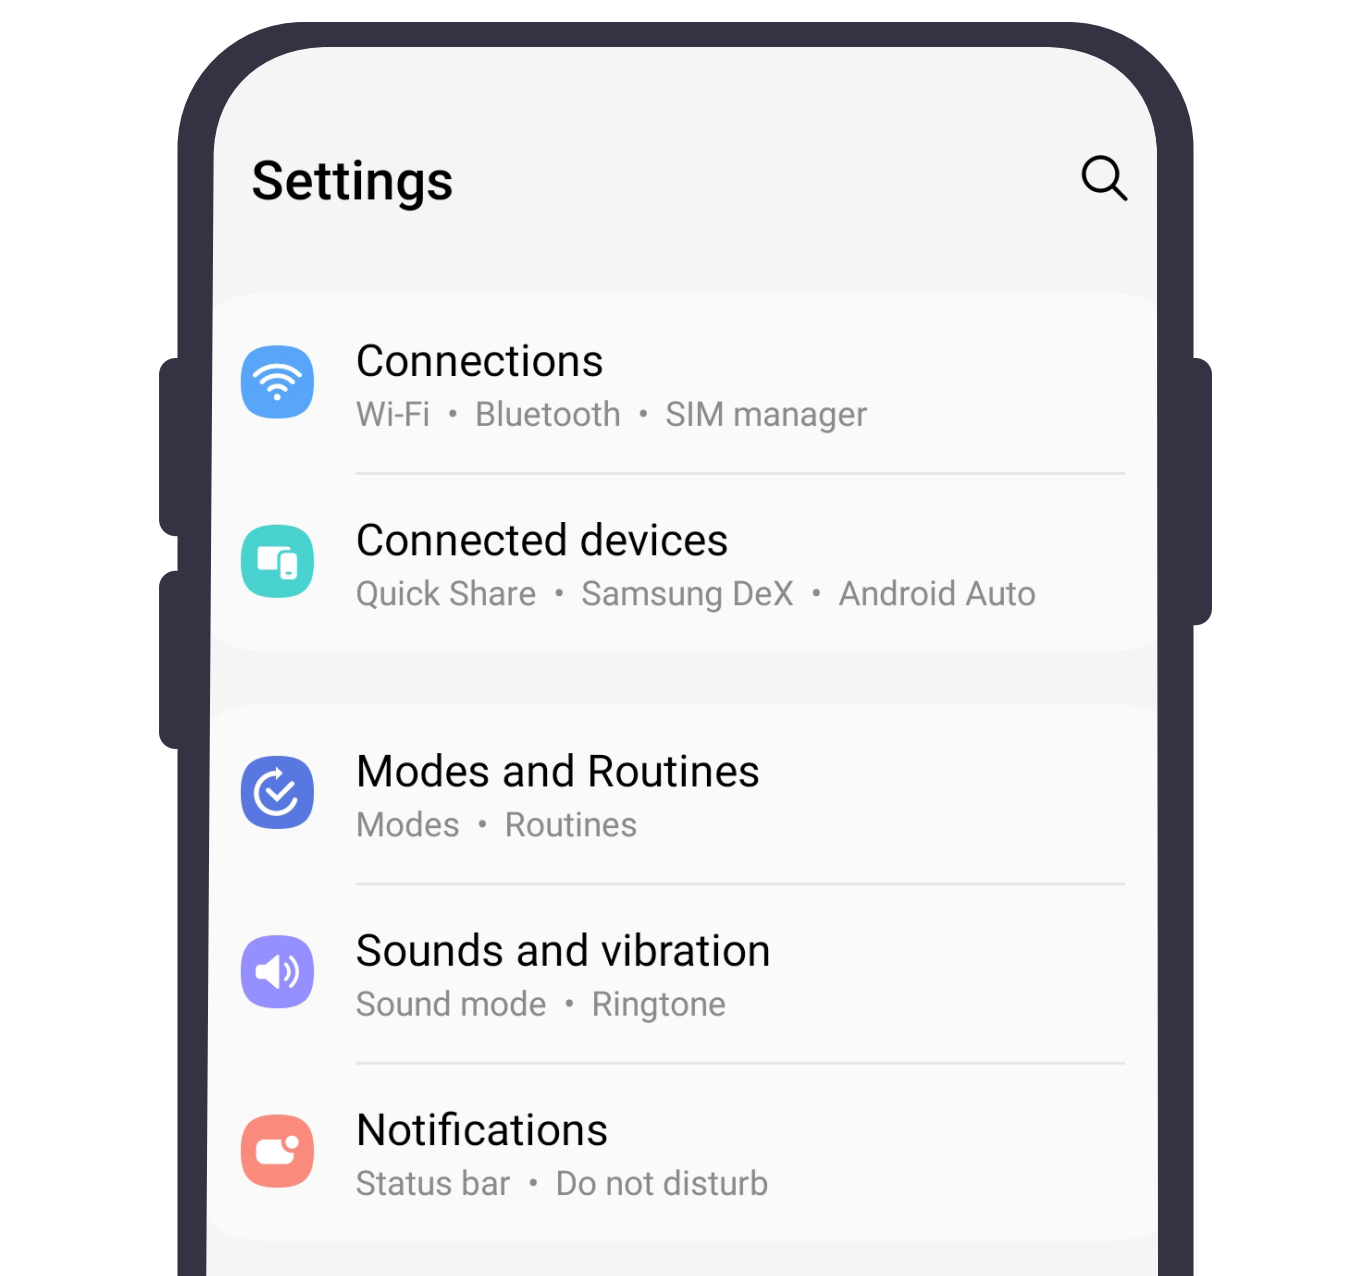 Settings
Connections
Wi-Fi • Bluetooth • SIM manager
Connected devices
Quick Share • Samsung DeX • Android Auto
Modes and Routines
Modes • Routines
Sounds and vibration
Sound mode • Ringtone
Notifications
Status bar • Do not disturb